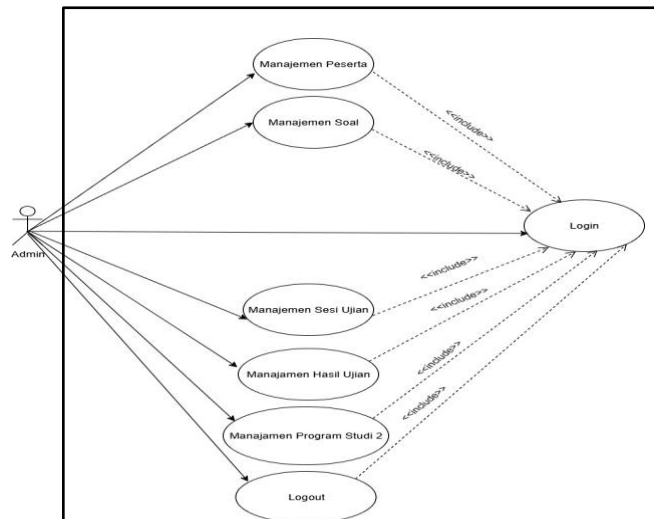 Manajemen Peserta
<<include>>
Manajemen Soal
<<include>>
Login
Admin
<<include>>
Manajamen Sesi Ujian
<<include>>
Manajamen Hasil Ujian
<<include>>
Manajamen Program Studi 2
<<include>>
Logout